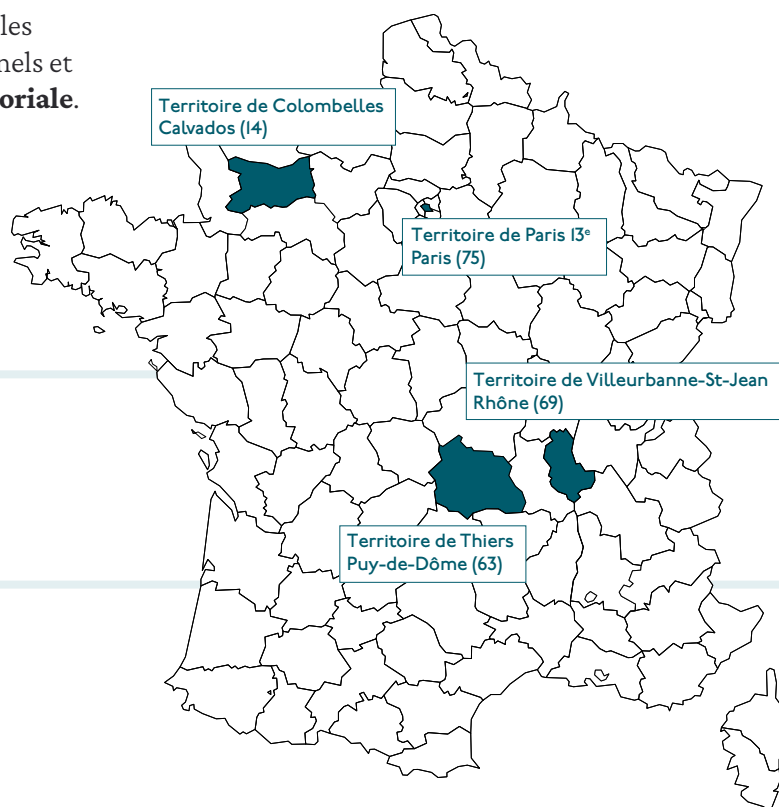 les
nels et
oriale.
Territoire de Colombelles
Calvados (14)
Territoire de Paris 13ᵉ
Paris (75)
Territoire de Villeurbanne-St-Jean
Rhône (69)
Territoire de Thiers
Puy-de-Dôme (63)